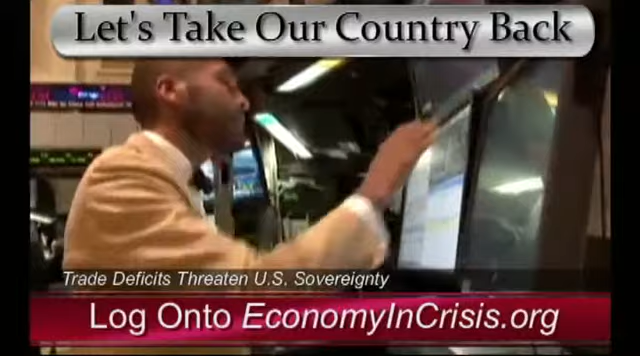 Let's Take Our Country Back
Trade Deficits Threaten U.S. Sovereignty
Log Onto EconomyInCrisis.org